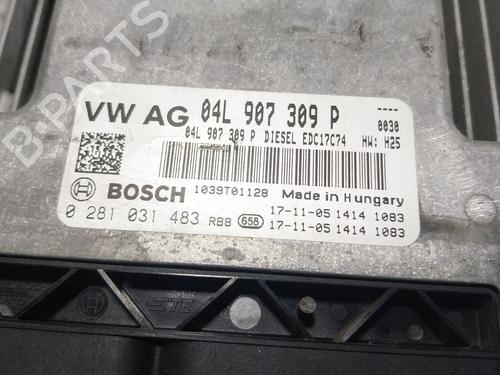 B-PARTS
VW AG 04L 907 309 P ----
04L 907 309 P DIESEL EDC17C74 0030
HW: H25
BOSCH 1039T01128 Made in Hungary
0 281 031 483 RB8 658 17-11-05 1414 1083
17-11-05 1414 1083
STE